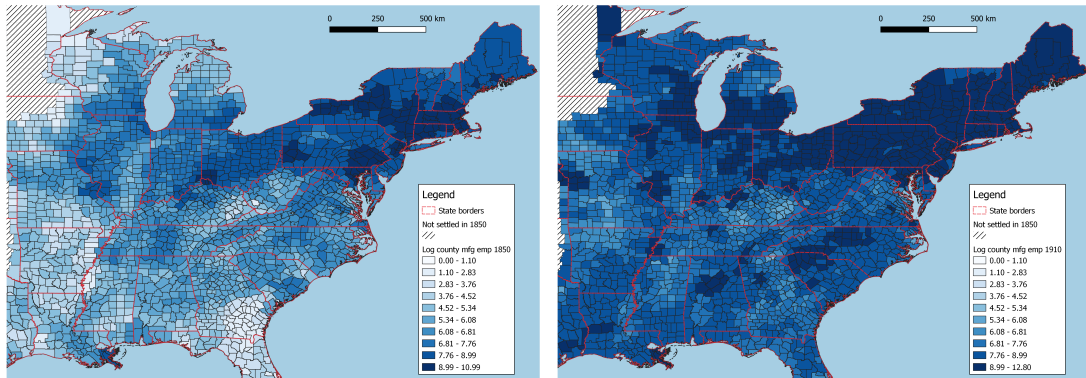 0 250 500 km
Legend
State borders
Not settled in 1850
Log county mfg emp 1850
0.00 - 1.10
1.10 - 2.83
2.83 - 3.76
3.76 - 4.52
4.52 - 5.34
5.34 - 6.08
6.08 - 6.81
6.81 - 7.76
7.76 - 8.99
8.99 - 10.99
0 250 500 km
Legend
State borders
Not settled in 1850
Log county mfg emp 1910
0.00 - 1.10
1.10 - 2.83
2.83 - 3.76
3.76 - 4.52
4.52 - 5.34
5.34 - 6.08
6.08 - 6.81
6.81 - 7.76
7.76 - 8.99
8.99 - 12.80